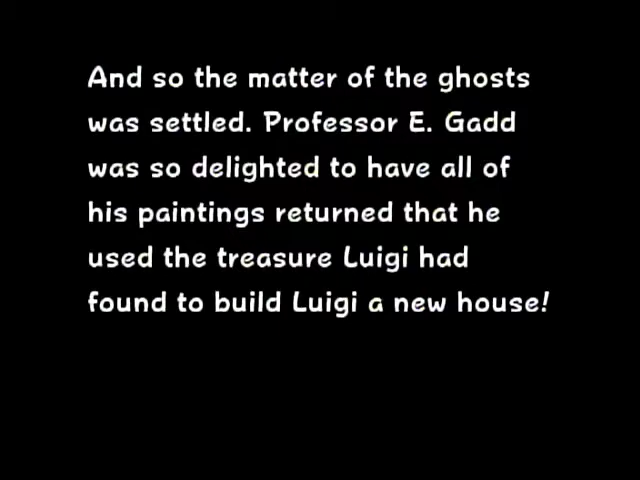 And so the matter of the ghosts
was settled. Professor E. Gadd
was so delighted to have all of
his paintings returned that he
used the treasure Luigi had
found to build Luigi a new house!